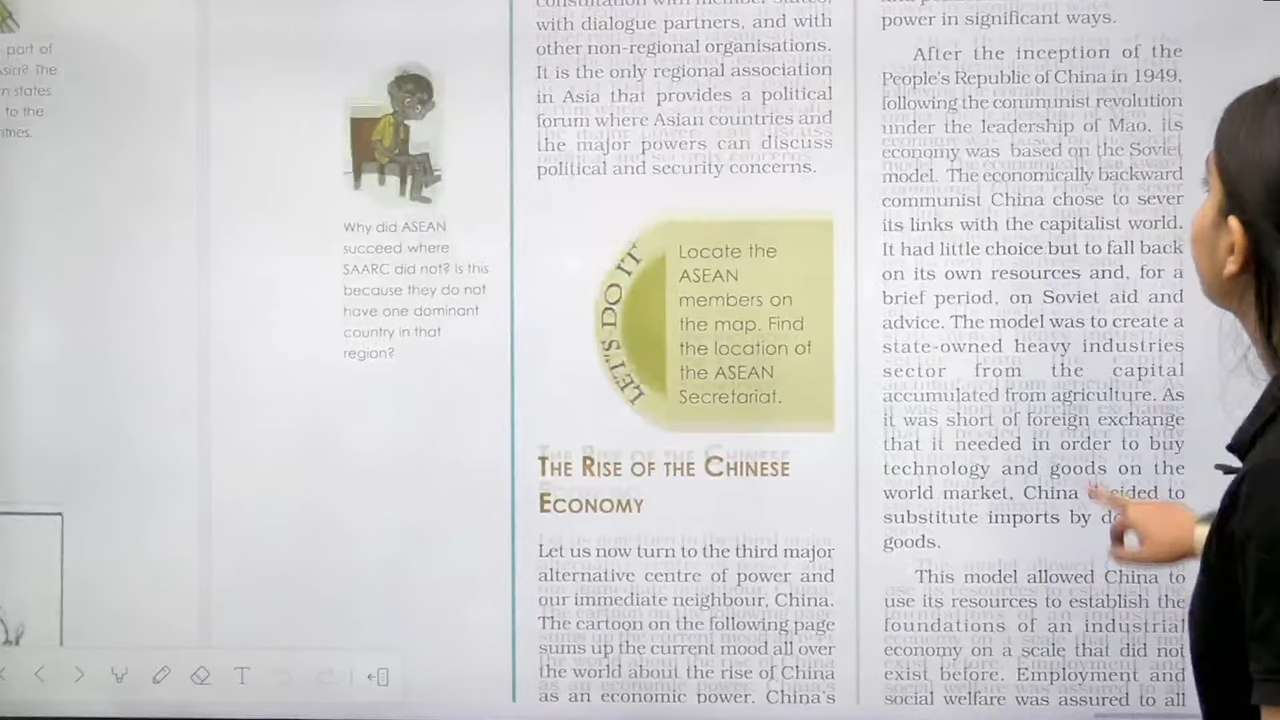 part of
sia? The
n states
to the
tries.
Why did ASEAN
succeed where
SAARC did not? Is this
because they do not
have one dominant
country in that
region?
consultation with member states,
with dialogue partners, and with
other non-regional organisations.
It is the only regional association
in Asia that provides a political
forum where Asian countries and
the major powers can discuss
political and security concerns.
LET'S DO IT
Locate the
ASEAN
members on
the map. Find
the location of
the ASEAN
Secretariat.
THE RISE OF THE CHINESE
ECONOMY
Let us now turn to the third major
alternative centre of power and
our immediate neighbour, China.
The cartoon on the following page
sums up the current mood all over
the world about the rise of China
as an economic power. China's
power in significant ways.
After the inception of the
People's Republic of China in 1949,
following the communist revolution
under the leadership of Mao, its
economy was based on the Soviet
model. The economically backward
communist China chose to sever
its links with the capitalist world.
It had little choice but to fall back
on its own resources and, for a
brief period, on Soviet aid and
advice. The model was to create a
state-owned heavy industries
sector from the capital
accumulated from agriculture. As
it was short of foreign exchange
that it needed in order to buy
technology and goods on the
world market, China cided to
substitute imports by do
goods.
This model allowed China to
use its resources to establish the
foundations of an industrial
economy on a scale that did not
exist before. Employment and
social welfare was assured to all
T